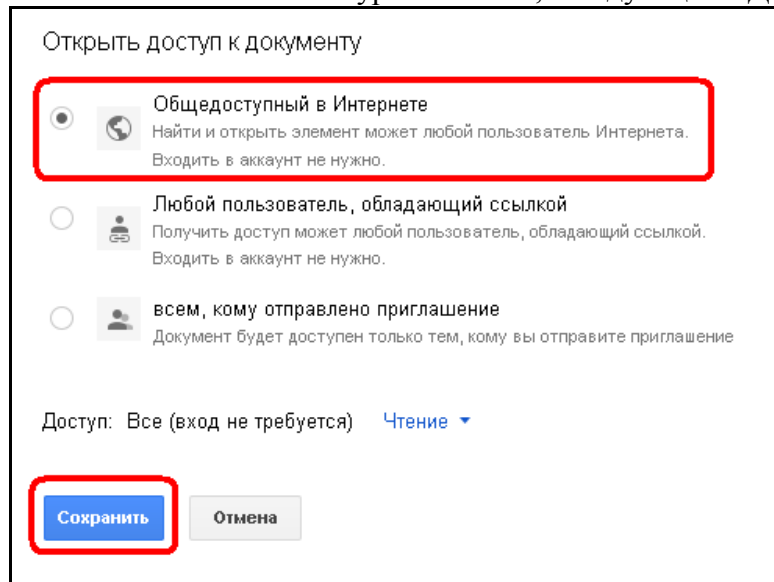 Открыть доступ к документу
Общедоступный в Интернете
Найти и открыть элемент может любой пользователь Интернета.
Входить в аккаунт не нужно.
Любой пользователь, обладающий ссылкой
Получить доступ может любой пользователь, обладающий ссылкой.
Входить в аккаунт не нужно.
всем, кому отправлено приглашение
Документ будет доступен только тем, кому вы отправите приглашение
Доступ: Все (вход не требуется) Чтение
Сохранить Отмена